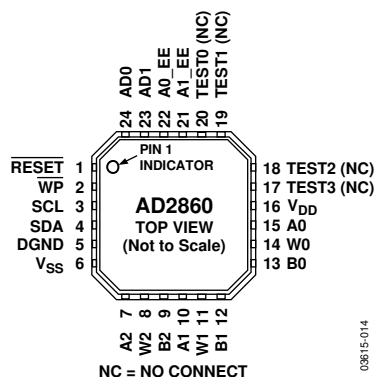 24 AD0
23 AD1
22 A0_EE
21 A1_EE
20 TEST0 (NC)
19 TEST1 (NC)
PIN 1
INDICATOR
RESET 1
WP 2
SCL 3
SDA 4
DGND 5
VSS 6
AD2860
TOP VIEW
(Not to Scale)
18 TEST2 (NC)
17 TEST3 (NC)
16 VDD
15 A0
14 W0
13 B0
A2 7
W2 8
B2 9
A1 10
W1 11
B1 12
NC = NO CONNECT
03615-014